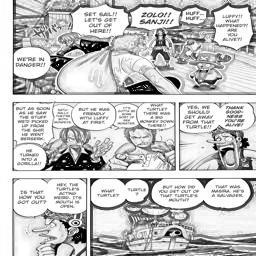 SET SAIL!!
LET'S GET
OUT OF
HERE!!
ZOLO!!
SANJI!!
HUFF...
HUFF...
LUFFY!!
WHAT
HAPPENED!?
ARE
YOU
ALIVE?!
WE'RE IN
DANGER!!
BUT AS SOON
AS HE SAW
THE STUFF
WE'D PICKED
UP FROM
THE SHIP,
HE WENT
BERSERK.
HE
TURNED
INTO A
GORILLA!!
BUT HE WAS
FRIENDLY
WITH LUFFY
AT FIRST.
WHAT
TURTLE?
THERE
WAS A
BIG
MONKEY
DOWN
THERE!
YES, WE
SHOULD
GET AWAY
FROM THAT
TURTLE!!
THANK
GOOD-
NESS
YOU'RE
ALIVE!
IS THAT
HOW YOU
GOT OUT?
HEY, THE
TURTLE'S
ACTING
WEIRD. ITS
MOUTH IS
OPEN.
WHAT
TURTLE?
TURTLE
?
BUT HOW DID
YOU GET OUT OF
THAT TURTLE'S
MOUTH?
THAT WAS
MASIRA. HE'S
A SALVAGER.